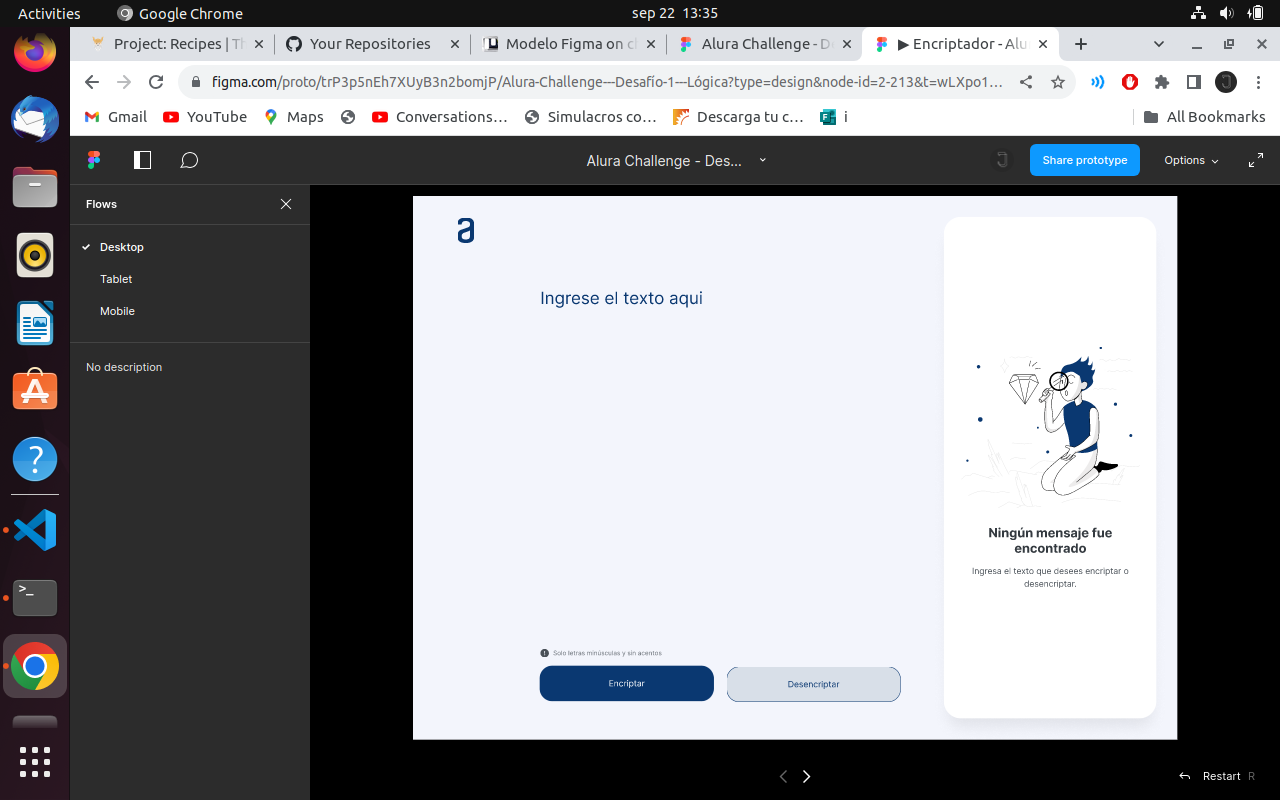 Activities
Google Chrome
sep 22 13:35
Project: Recipes | Th
Your Repositories
Modelo Figma on cl
Alura Challenge - De
▶ Encriptador - Alu
figma.com/proto/trP3p5nEh7XUyB3n2bomjP/Alura-Challenge---Desafío-1---Lógica?type=design&node-id=2-213&t=wLXpo1...
Gmail
YouTube
Maps
Conversations...
Simulacros co...
Descarga tu c...
i
All Bookmarks
Alura Challenge - Des...
Share prototype
Options
Flows
Desktop
Tablet
Mobile
No description
a
Ingrese el texto aqui
Ningún mensaje fue
encontrado
Ingresa el texto que desees encriptar o
desencriptar.
Solo letras minúsculas y sin acentos
Encriptar
Desencriptar
Restart R